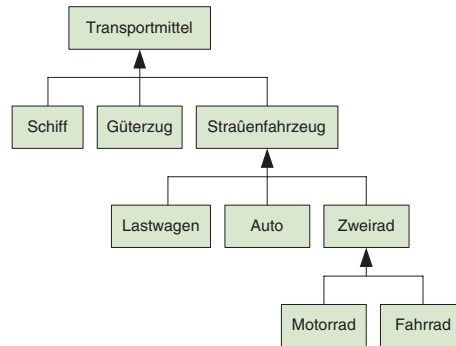 Transportmittel
Schiff
Güterzug
Straûenfahrzeug
Lastwagen
Auto
Zweirad
Motorrad
Fahrrad